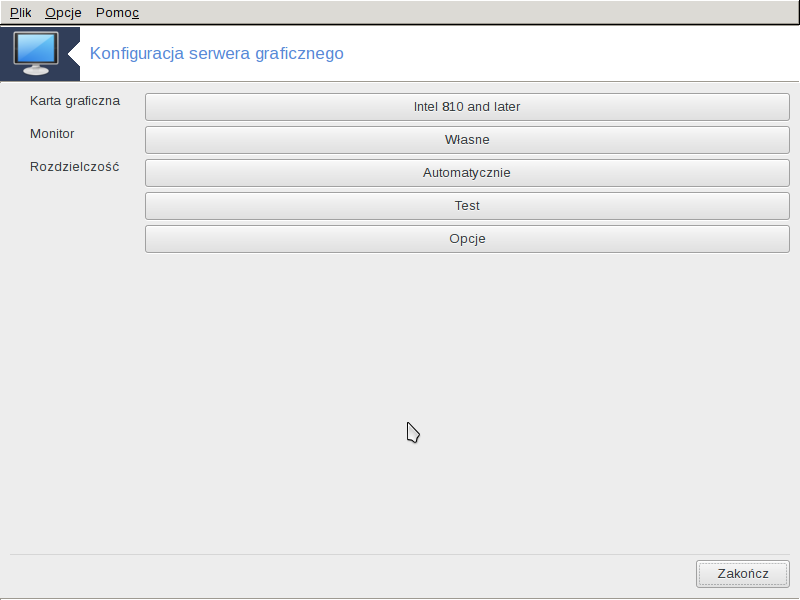 Plik Opcje Pomoc
Konfiguracja serwera graficznego
Karta graficzna Intel 810 and later
Monitor Własne
Rozdzielczość Automatycznie
Test
Opcje
Zakończ